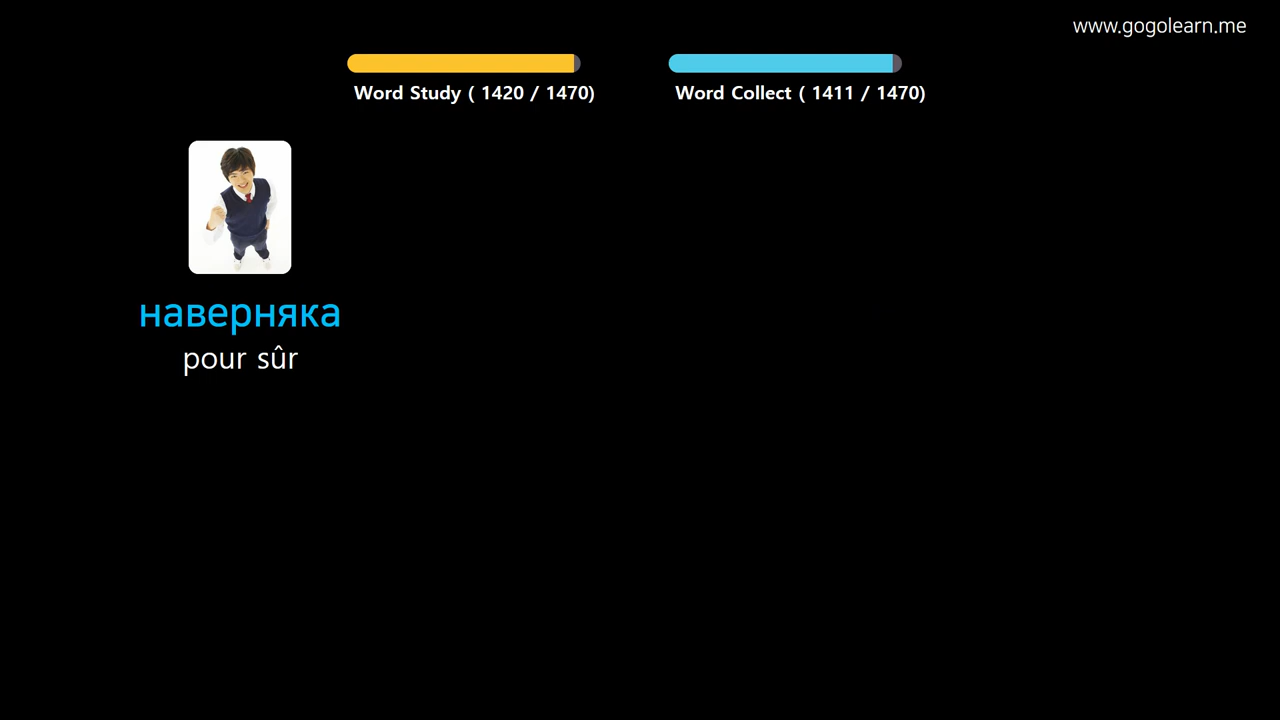 www.gogolearn.me
Word Study ( 1420 / 1470)
Word Collect ( 1411 / 1470)
наверняка
pour sûr